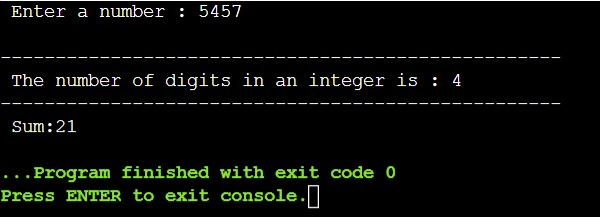 Enter a number : 5457
---------------------------------------------------
The number of digits in an integer is : 4
---------------------------------------------------
Sum:21
...Program finished with exit code 0
Press ENTER to exit console.